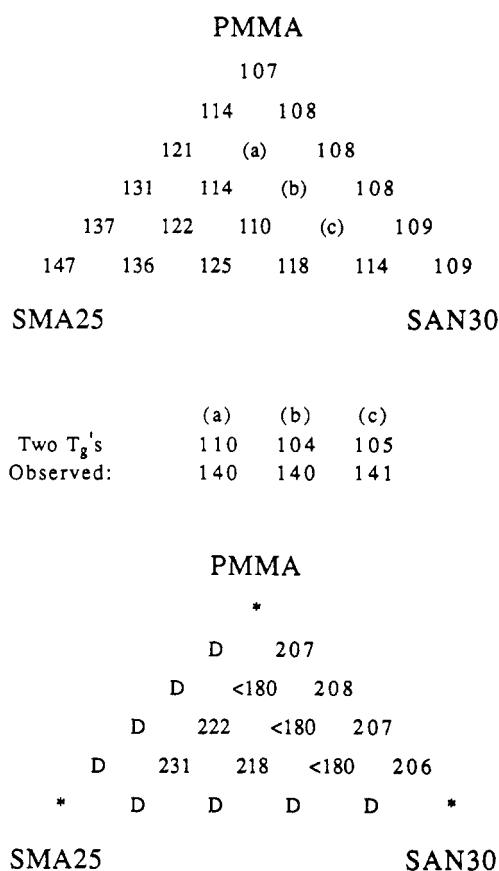 PMMA
107
114 108
121 (a) 108
131 114 (b) 108
137 122 110 (c) 109
147 136 125 118 114 109
SMA25 SAN30
(a) (b) (c)
Two Tg's 110 104 105
Observed: 140 140 141
PMMA
*
D 207
D <180 208
D 222 <180 207
D 231 218 <180 206
* D D D D *
SMA25 SAN30